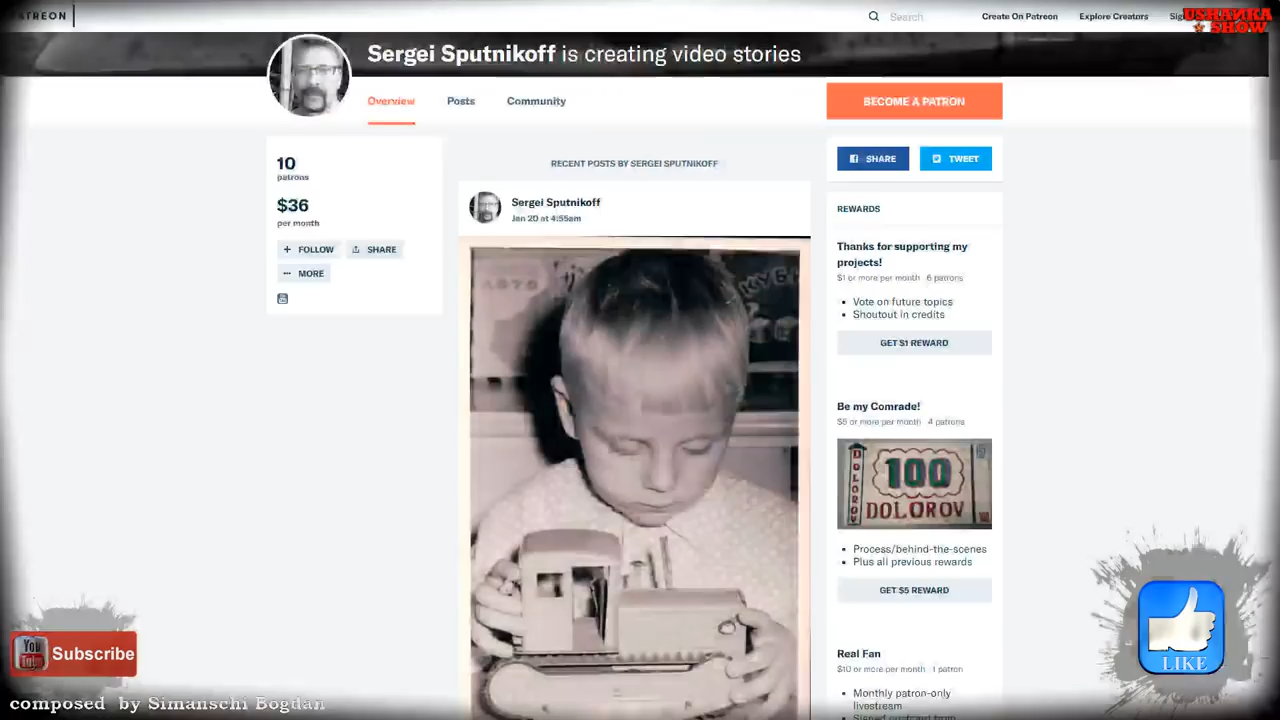 PATREON
Search
Create On Patreon
Explore Creators
USHANKA
SHOW
Sergei Sputnikoff is creating video stories
Overview
Posts
Community
BECOME A PATRON
10
patrons
$36
per month
+ FOLLOW
SHARE
··· MORE
RECENT POSTS BY SERGEI SPUTNIKOFF
Sergei Sputnikoff
Jan 20 at 4:55am
SHARE
TWEET
REWARDS
Thanks for supporting my
projects!
$1 or more per month · 6 patrons
• Vote on future topics
• Shoutout in credits
GET $1 REWARD
Be my Comrade!
$5 or more per month · 4 patrons
DOLOROV
100
DOLOROV
• Process/behind-the-scenes
• Plus all previous rewards
GET $5 REWARD
Real Fan
$10 or more per month · 1 patron
• Monthly patron-only
livestream
You
Tube
Subscribe
LIKE
composed by Simanschi Bogdan